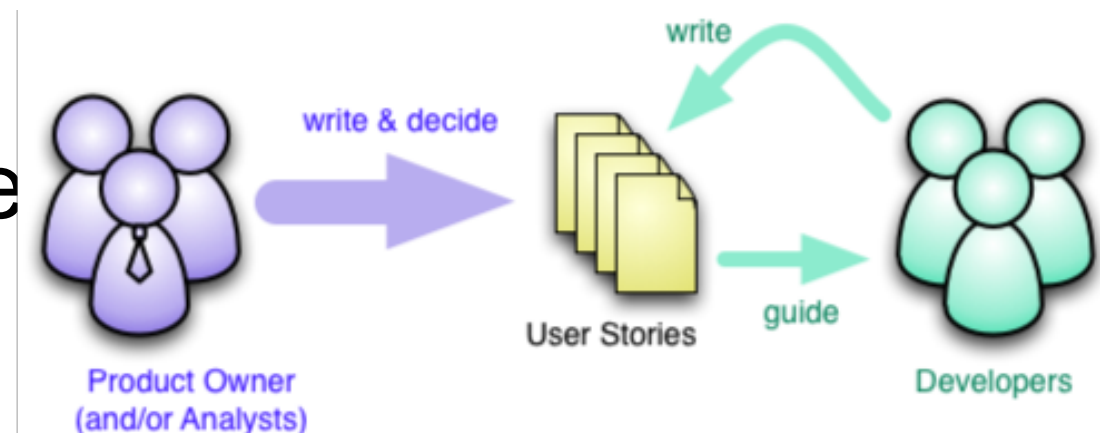 write
write & decide
e
User Stories
guide
Product Owner
(and/or Analysts)
Developers